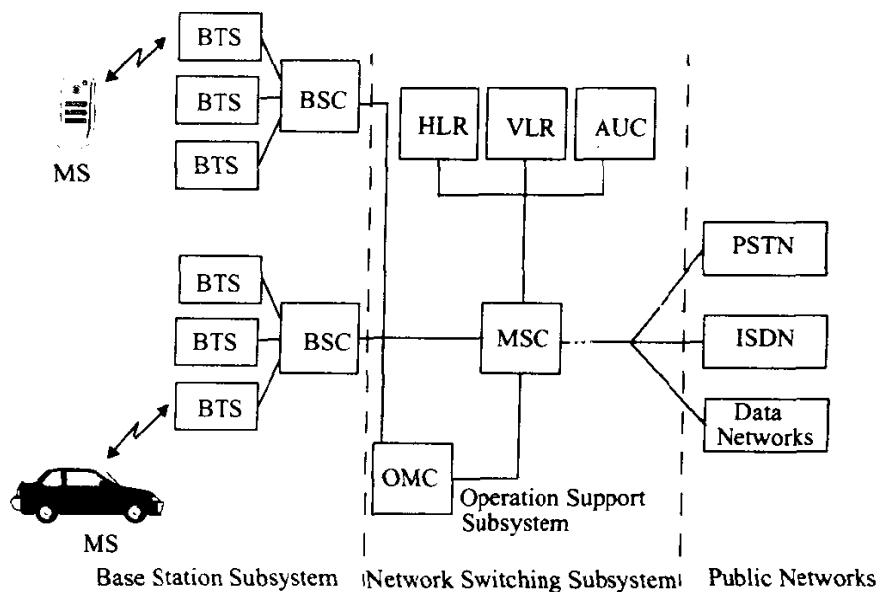 BTS
BTS
BTS
BSC
MS
HLR
VLR
AUC
BTS
BTS
BTS
BSC
MSC
PSTN
ISDN
Data
Networks
OMC
Operation Support
Subsystem
MS
Base Station Subsystem
Network Switching Subsystem
Public Networks